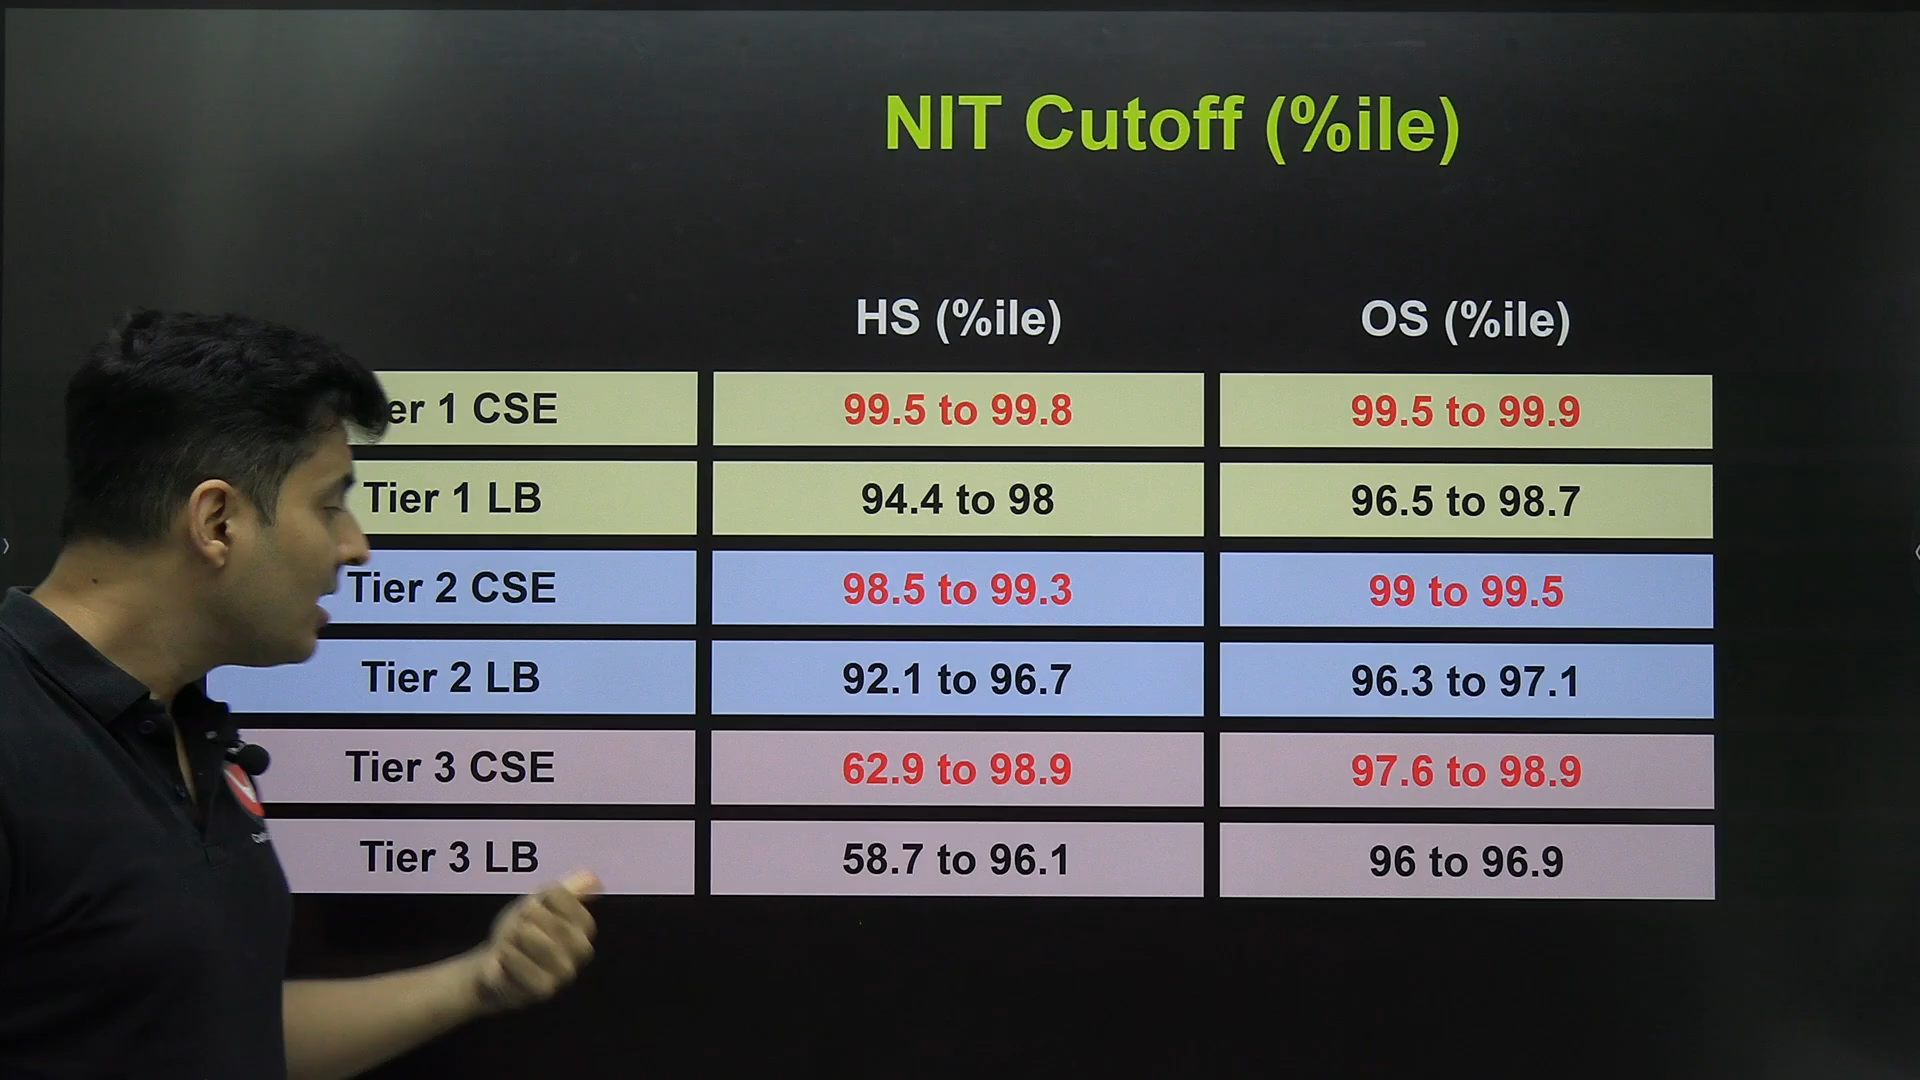 NIT Cutoff (%ile)
HS (%ile) OS (%ile)
er 1 CSE 99.5 to 99.8 99.5 to 99.9
Tier 1 LB 94.4 to 98 96.5 to 98.7
Tier 2 CSE 98.5 to 99.3 99 to 99.5
Tier 2 LB 92.1 to 96.7 96.3 to 97.1
Tier 3 CSE 62.9 to 98.9 97.6 to 98.9
Tier 3 LB 58.7 to 96.1 96 to 96.9